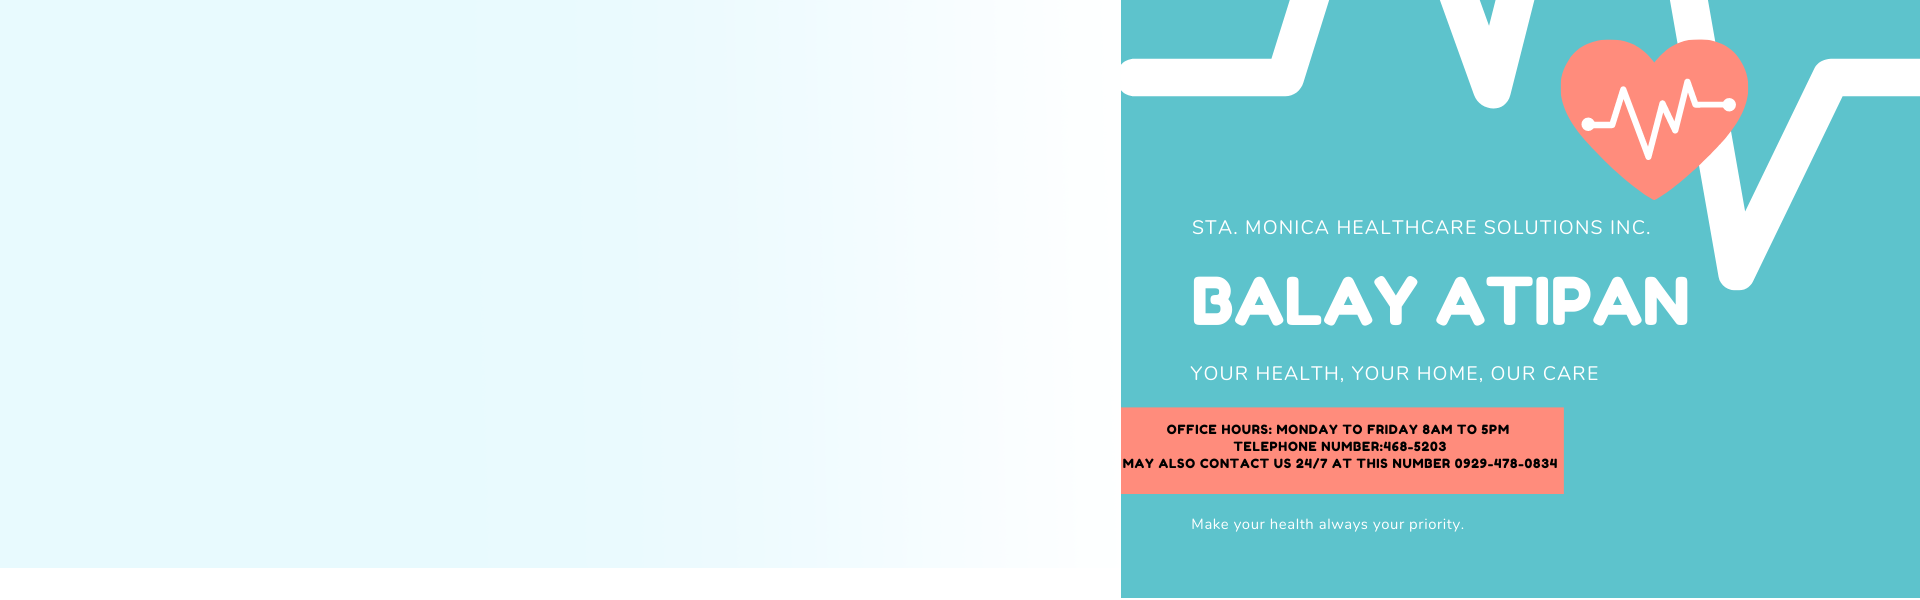 STA. MONICA HEALTHCARE SOLUTIONS INC.
BALAY ATIPAN
YOUR HEALTH, YOUR HOME, OUR CARE
OFFICE HOURS: MONDAY TO FRIDAY 8AM TO 5PM
TELEPHONE NUMBER:468-5203
MAY ALSO CONTACT US 24/7 AT THIS NUMBER 0929-478-0834
Make your health always your priority.